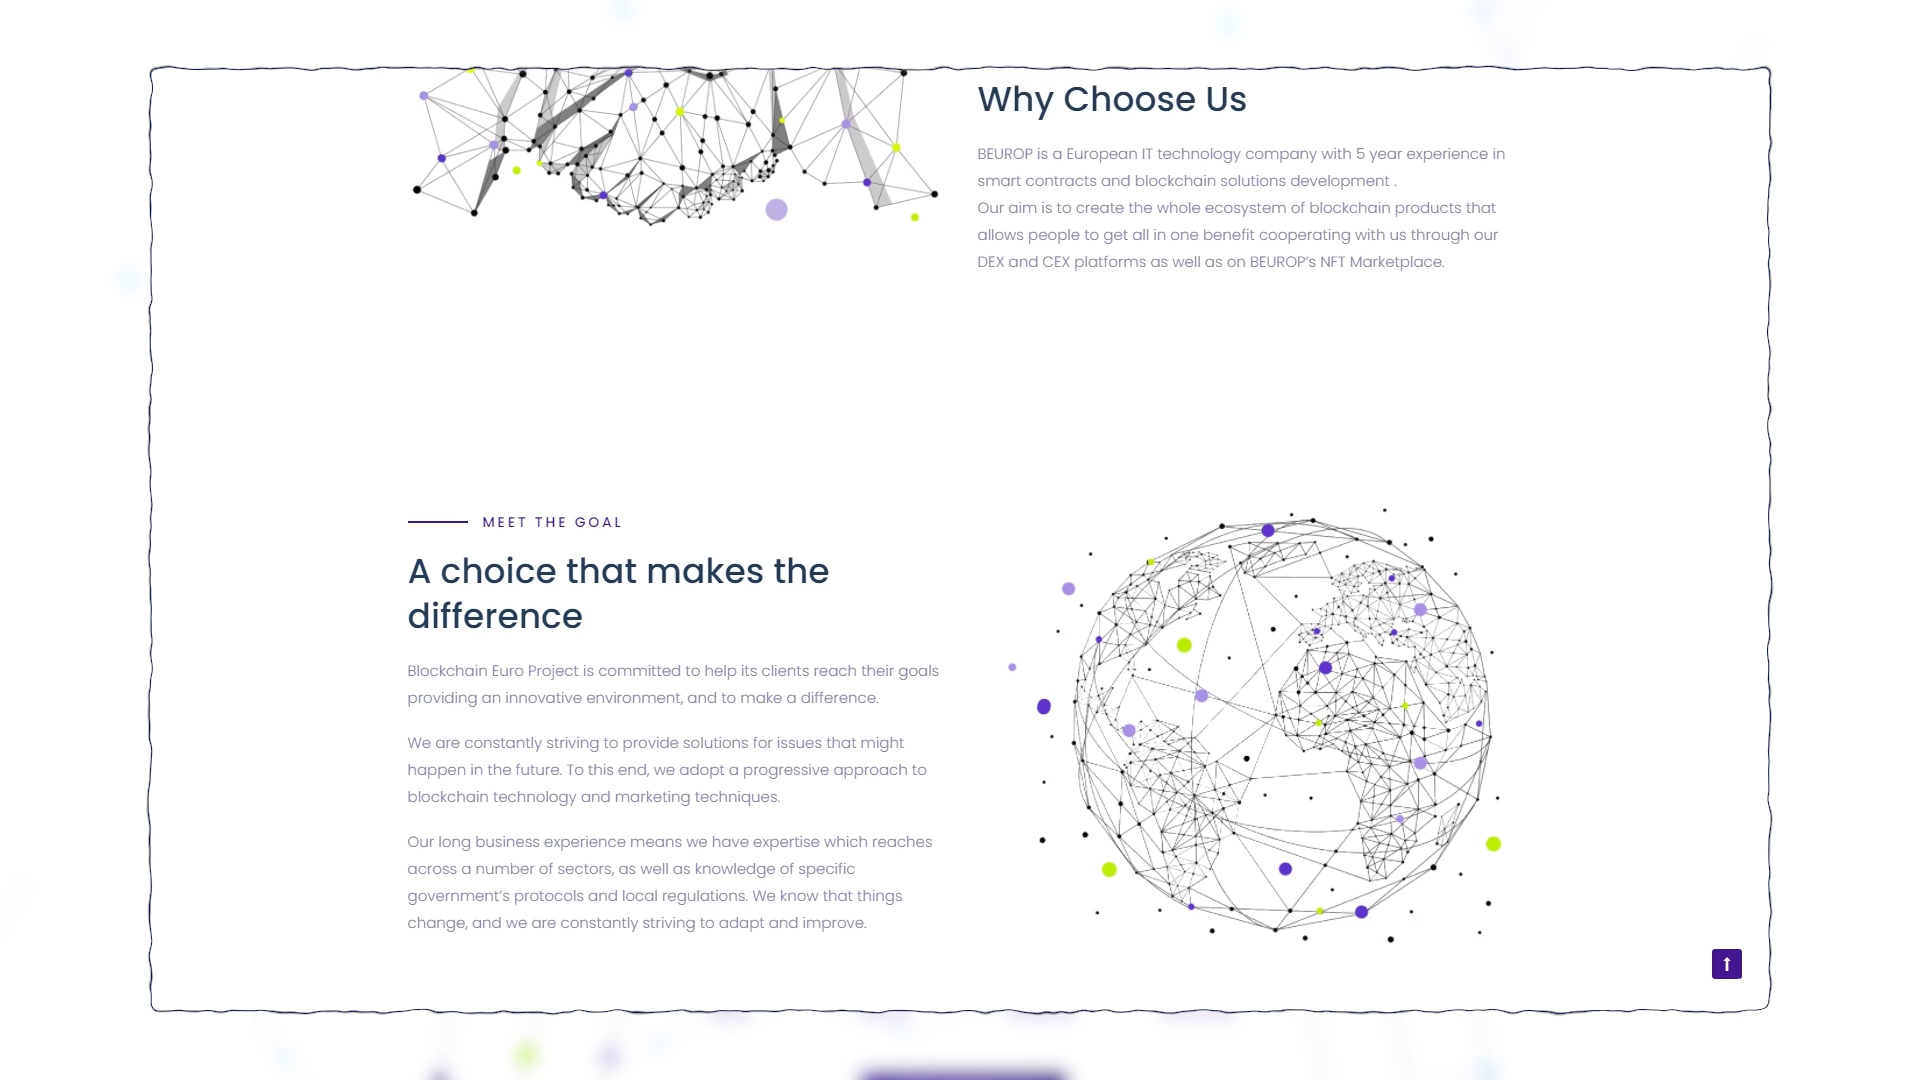 Why Choose Us
BEUROP is a European IT technology company with 5 year experience in
smart contracts and blockchain solutions development .
Our aim is to create the whole ecosystem of blockchain products that
allows people to get all in one benefit cooperating with us through our
DEX and CEX platforms as well as on BEUROP’s NFT Marketplace.
MEET THE GOAL
A choice that makes the
difference
Blockchain Euro Project is committed to help its clients reach their goals
providing an innovative environment, and to make a difference.
We are constantly striving to provide solutions for issues that might
happen in the future. To this end, we adopt a progressive approach to
blockchain technology and marketing techniques.
Our long business experience means we have expertise which reaches
across a number of sectors, as well as knowledge of specific
government’s protocols and local regulations. We know that things
change, and we are constantly striving to adapt and improve.